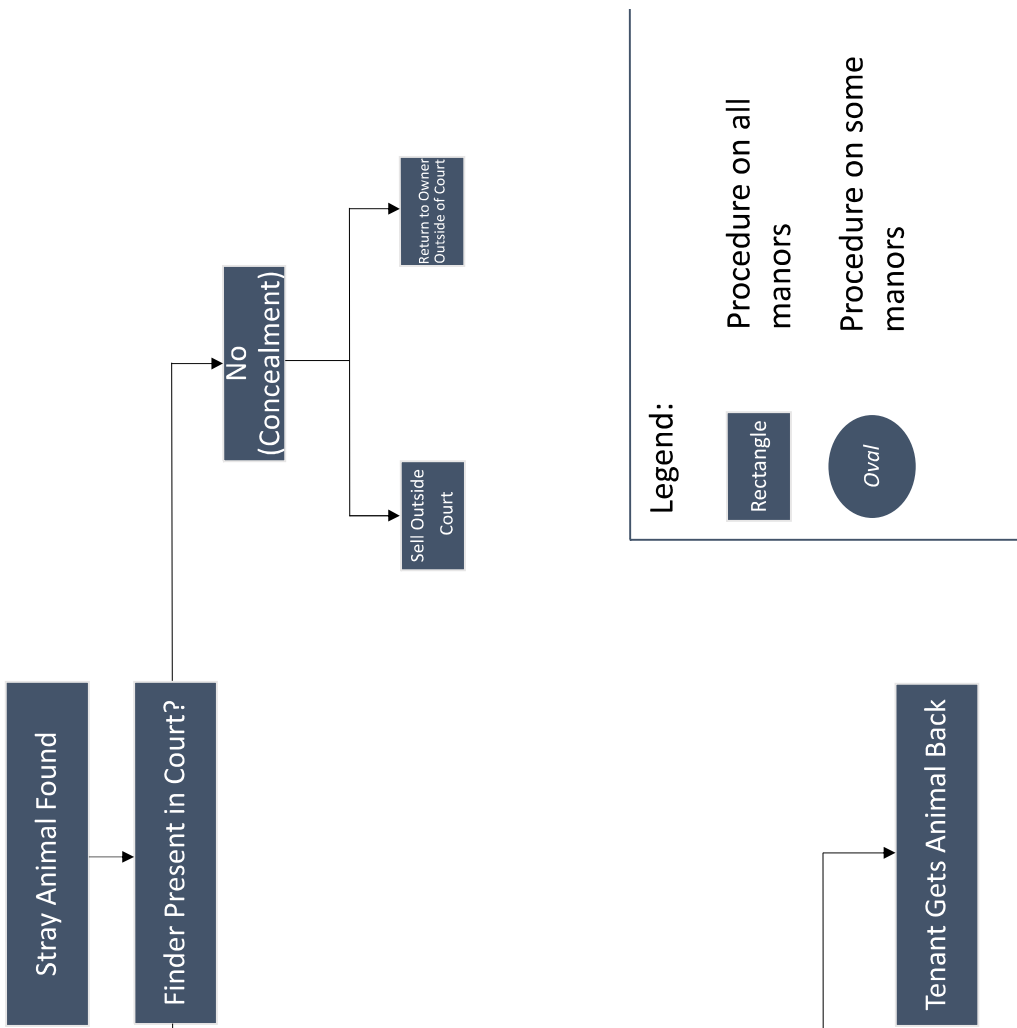 Stray Animal Found
Finder Present in Court?
No
(Concealment)
Sell Outside
Court
Return to Owner
Outside of Court
Tenant Gets Animal Back
Legend:
Rectangle
Procedure on all
manors
Oval
Procedure on some
manors